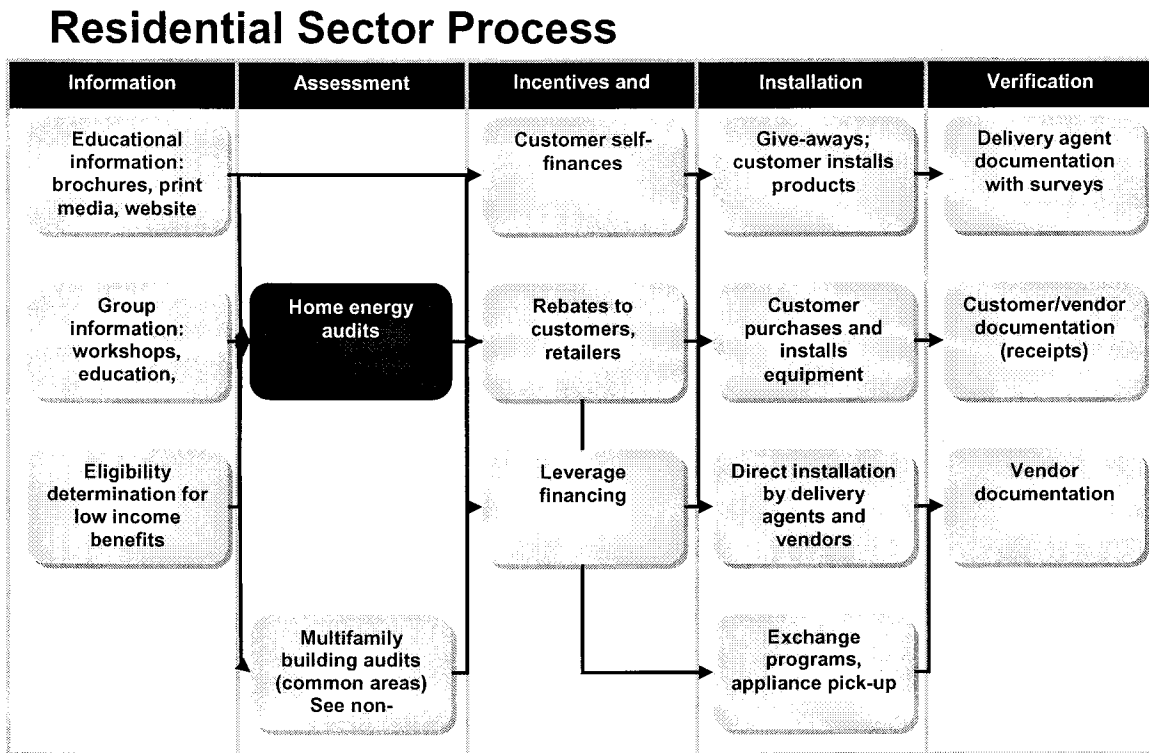 Residential Sector Process
Information
Assessment
Incentives and
Installation
Verification
Educational
information:
brochures, print
media, website
Customer self-
finances
Give-aways;
customer installs
products
Delivery agent
documentation
with surveys
Group
information:
workshops,
education,
Home energy
audits
Rebates to
customers,
retailers
Customer
purchases and
installs
equipment
Customer/vendor
documentation
(receipts)
Eligibility
determination for
low income
benefits
Leverage
financing
Direct installation
by delivery
agents and
vendors
Vendor
documentation
Multifamily
building audits
(common areas)
See non-
Exchange
programs,
appliance pick-up